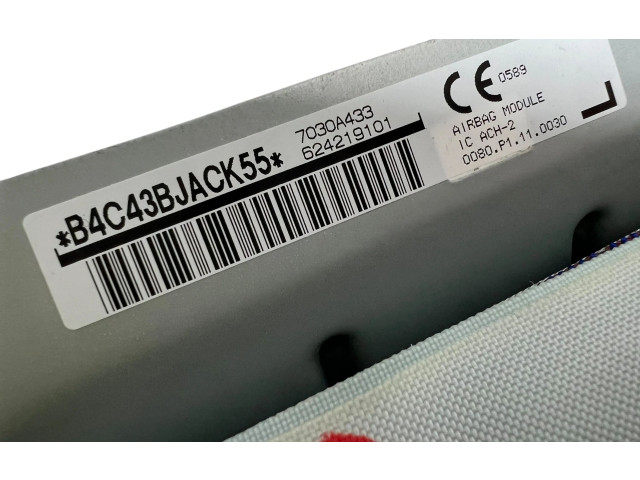 *B4C43BJACK55*
7030A433
624219101
CE 0589
AIRBAG MODULE
IC ACH-2
0080.P1.11.0030